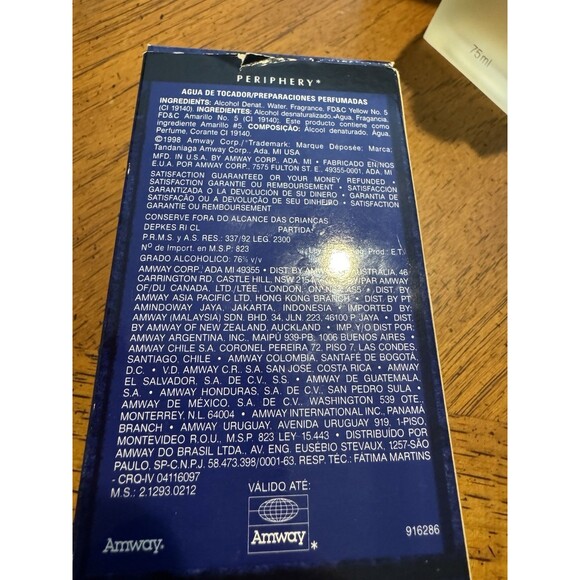 PERIPHERY*
AGUA DE TOCADOR/PREPARACIONES PERFUMADAS
INGREDIENTS: Alcohol Denat., Water, Fragrance, FD&C Yellow No. 5
(CI 19140). INGREDIENTES: Alcohol desnaturalizado, Agua, Fragancia,
FD&C Amarillo No. 5 (CI 19140). Este producto contiene como
ingrediente Amarillo #5. COMPOSIÇÃO: Álcool denaturado, Água,
Perfume, Corante CI 19140.
©1998 Amway Corp./*Trademark: Marque Déposée: Marca:
Tandaniaga Amway Corp., Ada, MI USA
MFD. IN U.S.A. BY AMWAY CORP., ADA, MI • FABRICADO EN/NOS
E.U.A. POR AMWAY CORP., 7575 FULTON ST. E., 49355-0001, ADA, MI
SATISFACTION GUARANTEED OR YOUR MONEY REFUNDED •
SATISFACTION GARANTIE OU REMBOURSEMENT • SATISFACCIÓN
GARANTIZADA O LA DEVOLUCIÓN DE SU DINERO • GARANTIA DE
SATISFAÇÃO OU A DEVOLUÇÃO DE SEU DINHEIRO • SATISFACTION
GARANTIE OU REMBOURSEMENT
CONSERVE FORA DO ALCANCE DAS CRIANÇAS
DEPKES RI CL PARTIDA:
P.R.M.S. y A.S. RES.: 337/92 LEG. 2300
Nº de Import. en M.S.P: 823 Prod.: E.T.
GRADO ALCOHOLICO: 76% v/v
AMWAY CORP., ADA MI 49355 • DIST. BY AMWAY OF AUSTRALIA, 46
CARRINGTON RD. CASTLE HILL, NSW PAR AMWAY
OF/DU CANADA, LTD./LTÉE, LONDON, ON • DIST. BY
AMWAY ASIA PACIFIC LTD, HONG KONG BRANCH • DIST. BY PT
AMINDOWAY JAYA, JAKARTA, INDONESIA • IMPORTED BY:
AMWAY (MALAYSIA) SDN. BHD. 34, JLN. 223, 46100 P. JAYA • DIST.
BY AMWAY OF NEW ZEALAND, AUCKLAND • IMP. Y/O DIST POR:
AMWAY ARGENTINA, INC., MAIPÚ 939-PB, 1006 BUENOS AIRES •
AMWAY CHILE S.A. CORONEL PEREIRA 72, PISO 7, LAS CONDES,
SANTIAGO, CHILE • AMWAY COLOMBIA, SANTAFÉ DE BOGOTÁ,
D.C. • V.D. AMWAY C.R., S.A. SAN JOSÉ, COSTA RICA • AMWAY
EL SALVADOR, S.A. DE C.V., S.S. • AMWAY DE GUATEMALA,
S.A. • AMWAY HONDURAS, S.A. DE C.V., SAN PEDRO SULA •
AMWAY DE MÉXICO, S.A. DE C.V., WASHINGTON 539 OTE.,
MONTERREY, N.L. 64004 • AMWAY INTERNATIONAL INC., PANAMÁ
BRANCH • AMWAY URUGUAY, AVENIDA URUGUAY 919, 1-PISO,
MONTEVIDEO R.O.U., M.S.P 823 LEY 15.443 • DISTRIBUIDO POR
AMWAY DO BRASIL LTDA., AV. ENG. EUSÉBIO STEVAUX, 1257-SÃO
PAULO, SP-C.N.P.J. 58.473.398/0001-63. RESP. TÉC.: FÁTIMA MARTINS
- CRQ-IV 04116097
M.S.: 2.1293.0212
VÁLIDO ATÉ:
Amway
*
Amway.
916286
75ml